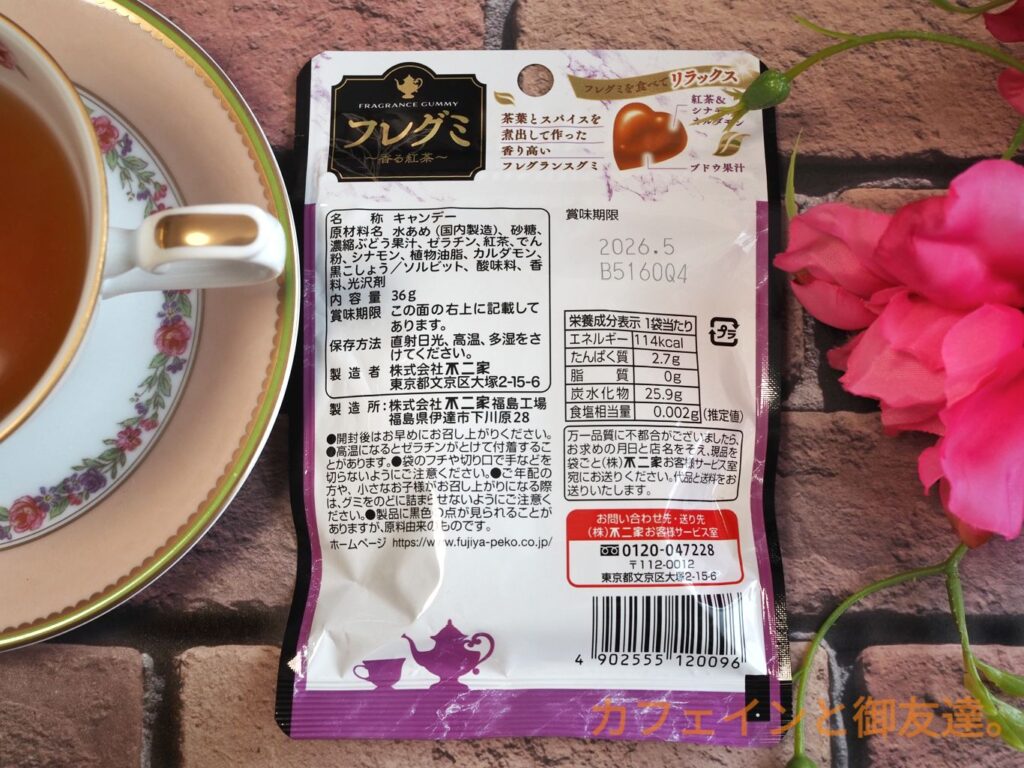 FRAGRANCE GUMMY
フレグミ
～香る紅茶～
フレグミを食べてリラックス
茶葉とスパイスを
煮出して作った
香り高い
フレグランスグミ
紅茶&
シナモン
カルダモン
ブドウ果汁
名称 キャンデー
原材料名 水あめ(国内製造)、砂糖、
濃縮ぶどう果汁、ゼラチン、紅茶、でん
粉、シナモン、植物油脂、カルダモン、
黒こしょう／ソルビット、酸味料、香
料、光沢剤
内容量 36g
賞味期限 この面の右上に記載して
あります。
保存方法 直射日光、高温、多湿をさ
けてください。
製造者 株式会社不二家
東京都文京区大塚2-15-6
製造所:株式会社不二家福島工場
福島県伊達市下川原28
●開封後はお早めにお召し上がりください。
●高温になるとゼラチンがとけて付着するこ
とがあります。●袋のフチや切り口で手などを
切らないようにご注意ください。●ご年配の
方や、小さなお子様がお召し上がりになる際
は、グミをのどに詰まらせないようにご注意く
ださい。●製品に黒色の点が見られることが
ありますが、原料由来のものです。
ホームページ https://www.fujiya-peko.co.jp/
賞味期限
2026.5
B5160Q4
栄養成分表示 1袋当たり
エネルギー 114kcal
たんぱく質 2.7g
脂質 0g
炭水化物 25.9g
食塩相当量 0.002g (推定値)
プラ
万一品質に不都合がございましたら、
お求めの月日と店名をそえ、現品を
袋ごと(株)不二家お客様サービス室
宛にお送りください。代品と送料をお
送りいたします。
お問い合わせ先・送り先
(株)不二家お客様サービス室
0120-047228
〒112-0012
東京都文京区大塚2-15-6
4 902555 120096
カフェインと御友達。